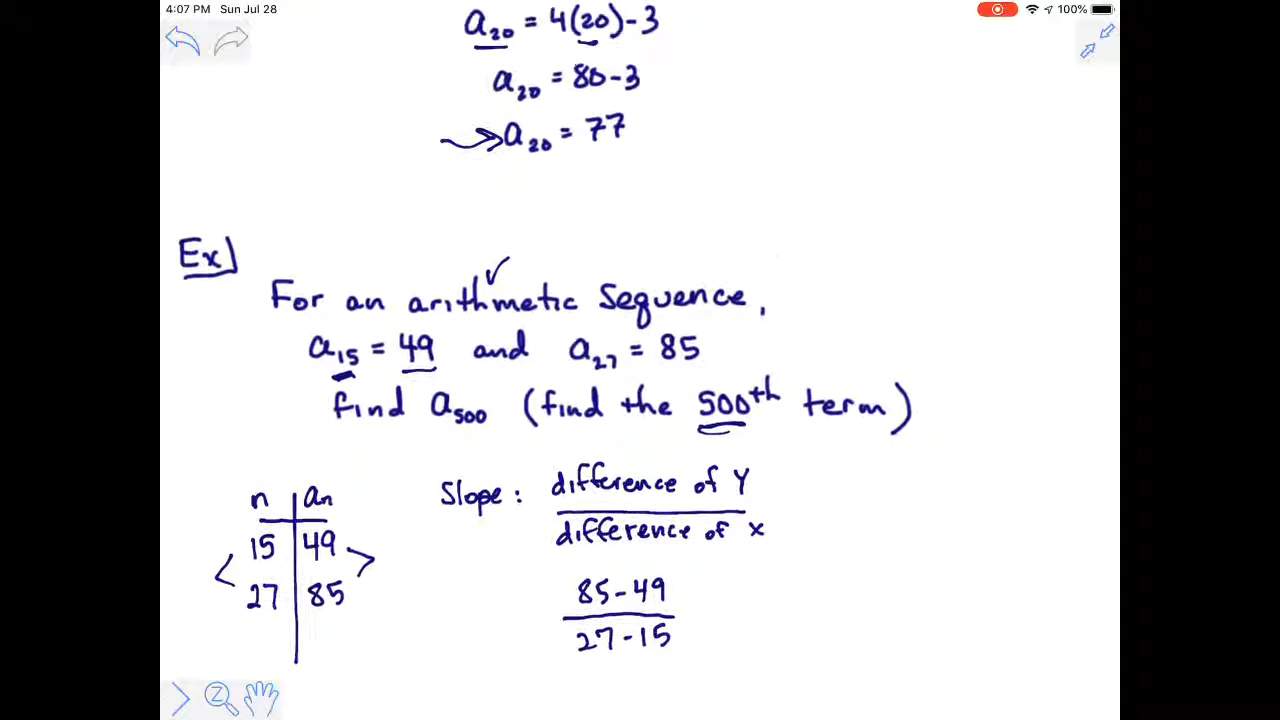 4:07 PM Sun Jul 28 100%
a₂₀ = 4(20)-3
a₂₀ = 80-3
a₂₀ = 77
Ex)
For an arithmetic sequence,
a₁₅ = 49 and a₂₇ = 85
find a₅₀₀ (find the 500th term)
n an
15 49
27 85
Slope: difference of Y
difference of x
85-49
27-15
Z